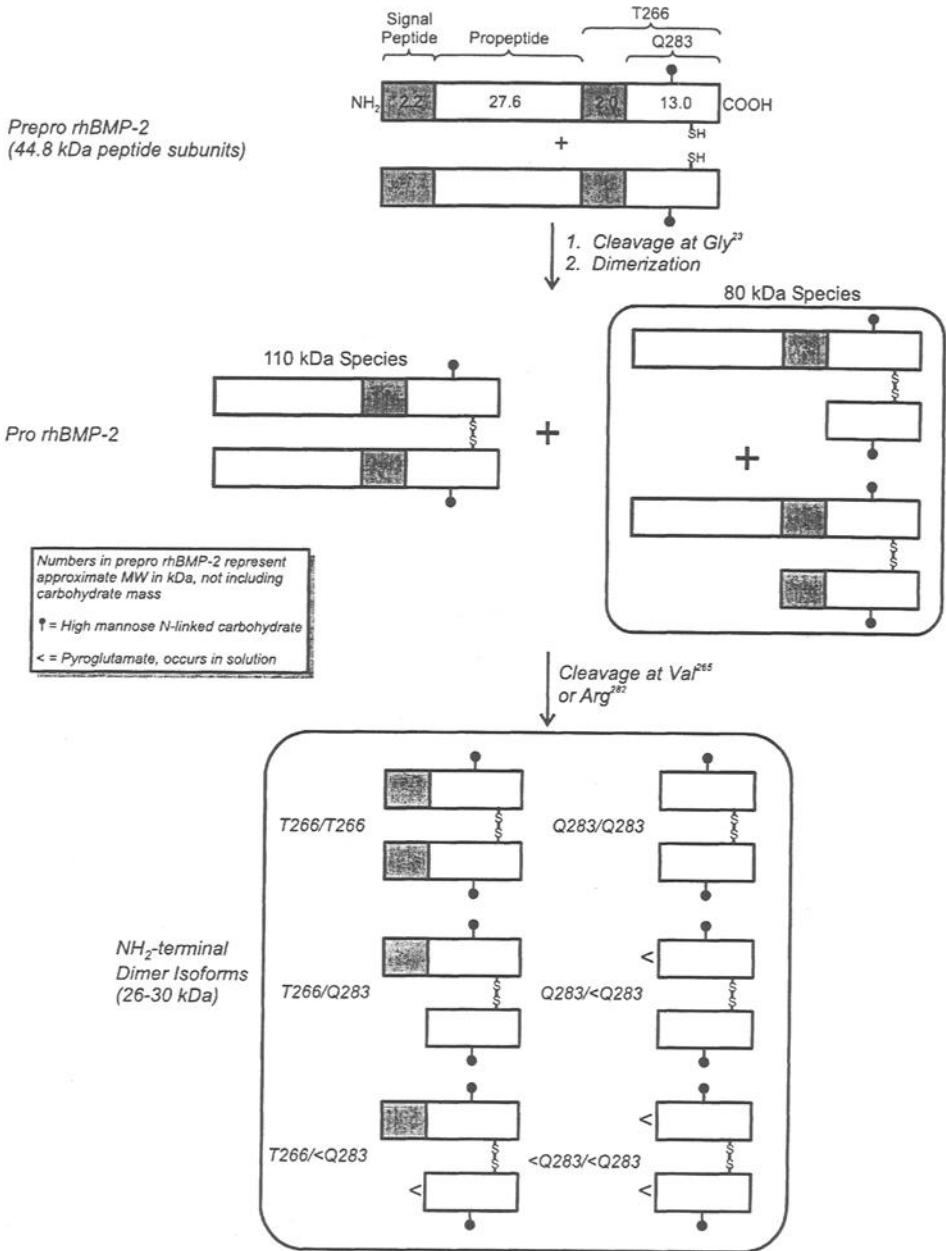 Signal
Peptide
Propeptide
T266
Q283
NH2
2.2
27.6
2.0
13.0
COOH
SH
Prepro rhBMP-2
(44.8 kDa peptide subunits)
+
SH
1. Cleavage at Gly23
2. Dimerization
80 kDa Species
110 kDa Species
S
S
Pro rhBMP-2
S
S
+
+
S
S
Numbers in prepro rhBMP-2 represent
approximate MW in kDa, not including
carbohydrate mass
= High mannose N-linked carbohydrate
< = Pyroglutamate, occurs in solution
Cleavage at Val265
or Arg282
T266/T266
S
S
Q283/Q283
S
S
NH2-terminal
Dimer Isoforms
(26-30 kDa)
T266/Q283
S
S
<
Q283/<Q283
S
S
T266/<Q283
S
S
<
<
<Q283/<Q283
S
S
<